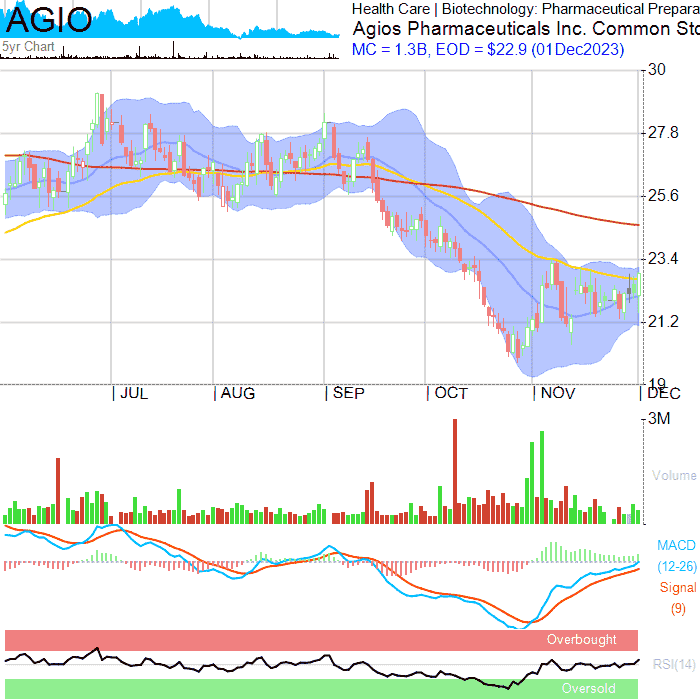 AGIO
5yr Chart
Health Care | Biotechnology: Pharmaceutical Prepara
Agios Pharmaceuticals Inc. Common Sto
MC = 1.3B, EOD = $22.9 (01Dec2023)
30
27.8
25.6
23.4
21.2
19
JUL AUG SEP OCT NOV DEC
3M
Volume
MACD
(12-26)
Signal
(9)
Overbought
RSI(14)
Oversold